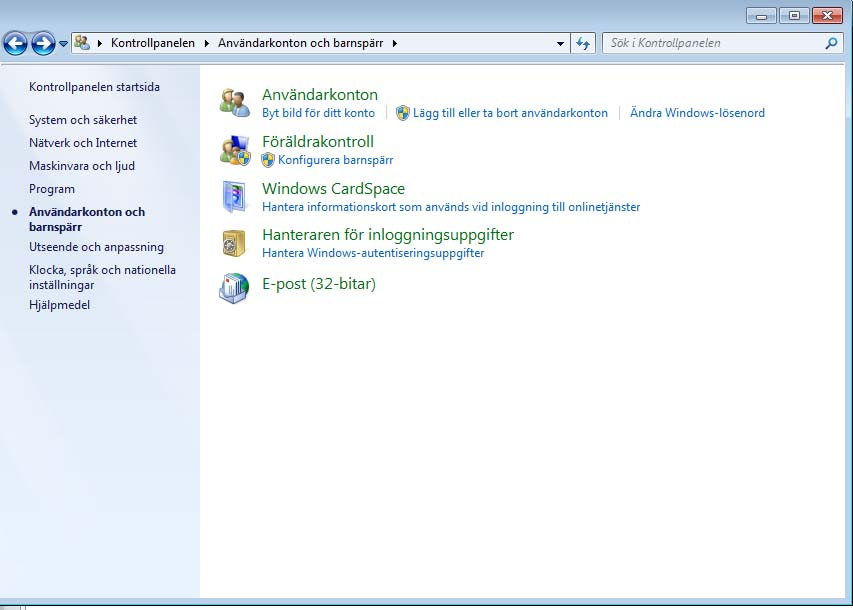 Kontrollpanelen
Användarkonton och barnspärr
Sök i Kontrollpanelen
Kontrollpanelen startsida
System och säkerhet
Nätverk och Internet
Maskinvara och ljud
Program
Användarkonton och
barnspärr
Utseende och anpassning
Klocka, språk och nationella
inställningar
Hjälpmedel
Användarkonton
Byt bild för ditt konto
Lägg till eller ta bort användarkonton
Ändra Windows-lösenord
Föräldrakontroll
Konfigurera barnspärr
Windows CardSpace
Hantera informationskort som används vid inloggning till onlinetjänster
Hanteraren för inloggningsuppgifter
Hantera Windows-autentiseringsuppgifter
E-post (32-bitar)